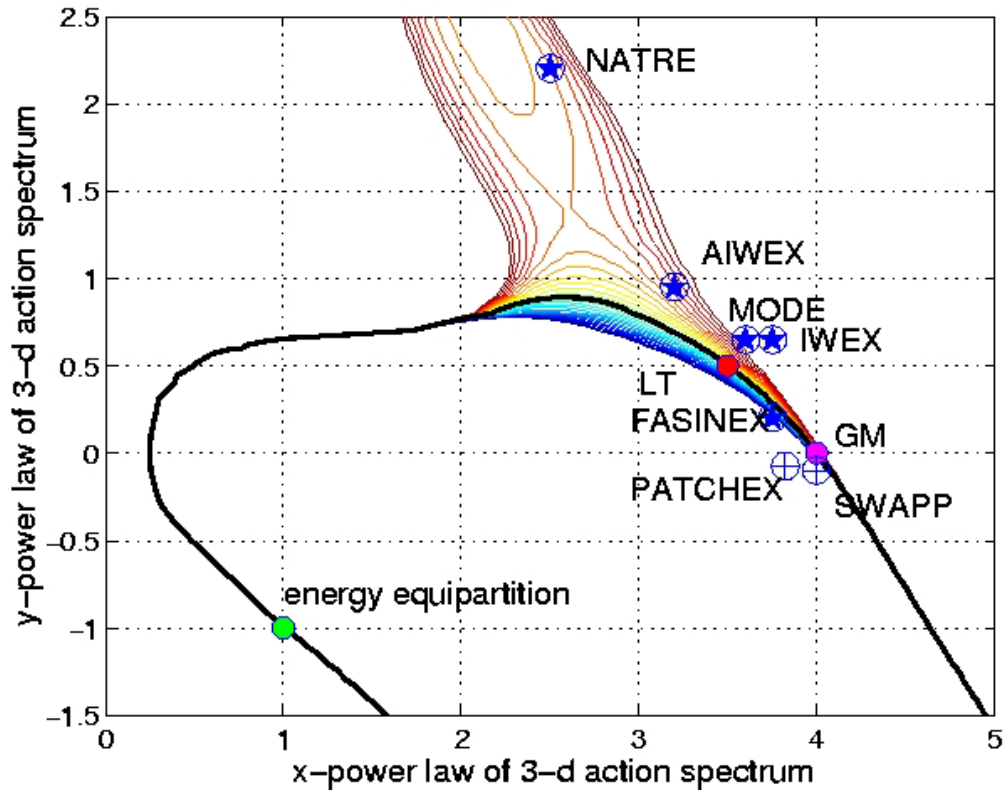 y-power law of 3-d action spectrum
2.5
2
1.5
1
0.5
0
-0.5
-1
-1.5
NATRE
AIWEX
MODE
IWEX
LT
FASINEX
GM
PATCHEX
SWAPP
energy equipartition
0 1 2 3 4 5
x-power law of 3-d action spectrum